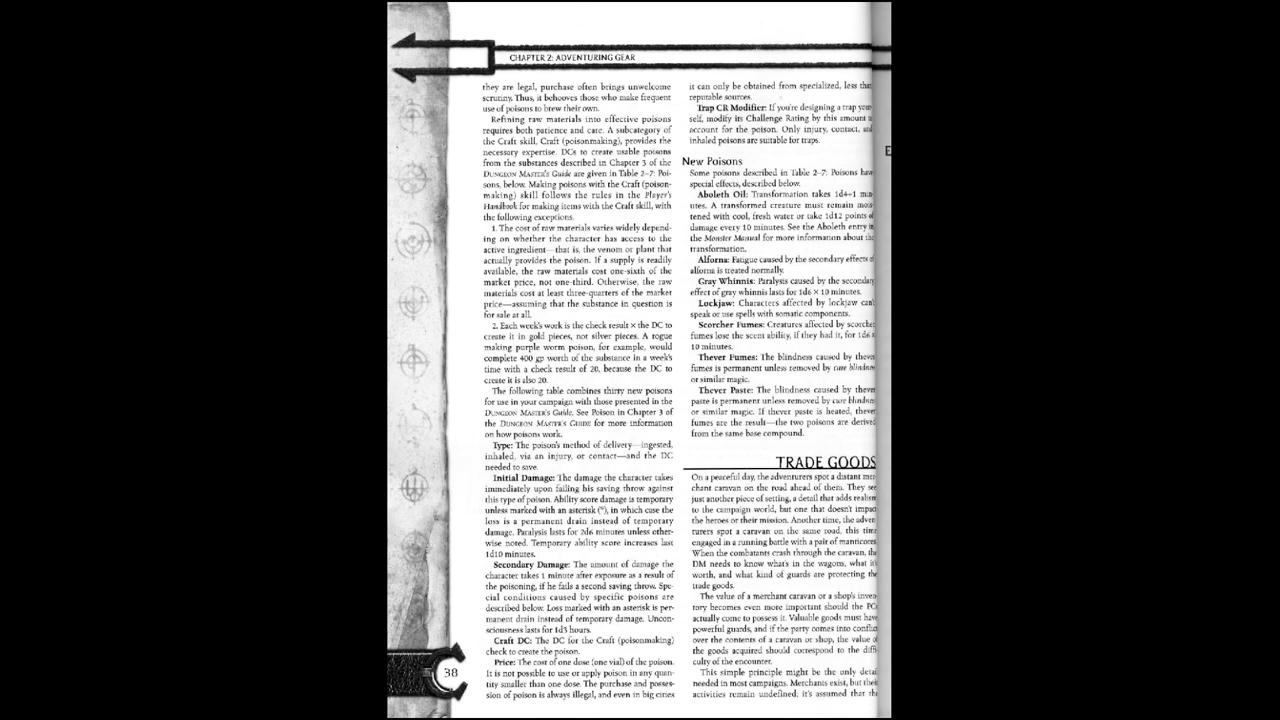 CHAPTER 2: ADVENTURING GEAR
they are legal, purchase often brings unwelcome
scrutiny. Thus, it behooves those who make frequent
use of poisons to brew their own.
Refining raw materials into effective poisons
requires both patience and care. A subcategory of
the Craft skill, Craft (poisonmaking), provides the
necessary expertise. DCs to create usable poisons
from the substances described in Chapter 3 of the
DUNGEON MASTER'S Guide are given in Table 2–7: Poi-
sons, below. Making poisons with the Craft (poison-
making) skill follows the rules in the Player's
Handbook for making items with the Craft skill, with
the following exceptions.
1. The cost of raw materials varies widely depend-
ing on whether the character has access to the
active ingredient—that is, the venom or plant that
actually provides the poison. If a supply is readily
available, the raw materials cost one-sixth of the
market price, not one-third. Otherwise, the raw
materials cost at least three-quarters of the market
price—assuming that the substance in question is
for sale at all.
2. Each week's work is the check result × the DC to
create it in gold pieces, not silver pieces. A rogue
making purple worm poison, for example, would
complete 400 gp worth of the substance in a week's
time with a check result of 20, because the DC to
create it is also 20.
The following table combines thirty new poisons
for use in your campaign with those presented in the
DUNGEON MASTER'S Guide. See Poison in Chapter 3 of
the DUNGEON MASTER'S GUIDE for more information
on how poisons work.
Type: The poison's method of delivery—ingested,
inhaled, via an injury, or contact—and the DC
needed to save.
Initial Damage: The damage the character takes
immediately upon failing his saving throw against
this type of poison. Ability score damage is temporary
unless marked with an asterisk (*), in which case the
loss is a permanent drain instead of temporary
damage. Paralysis lasts for 2d6 minutes unless other-
wise noted. Temporary ability score increases last
1d10 minutes.
Secondary Damage: The amount of damage the
character takes 1 minute after exposure as a result of
the poisoning, if he fails a second saving throw. Spe-
cial conditions caused by specific poisons are
described below. Loss marked with an asterisk is per-
manent drain instead of temporary damage. Uncon-
sciousness lasts for 1d3 hours.
Craft DC: The DC for the Craft (poisonmaking)
check to create the poison.
Price: The cost of one dose (one vial) of the poison.
It is not possible to use or apply poison in any quan-
tity smaller than one dose. The purchase and posses-
sion of poison is always illegal, and even in big cities
38
it can only be obtained from specialized, less than
reputable sources.
Trap CR Modifier: If you're designing a trap your-
self, modify its Challenge Rating by this amount
account for the poison. Only injury, contact, and
inhaled poisons are suitable for traps.
New Poisons
Some poisons described in Table 2–7: Poisons have
special effects, described below.
Aboleth Oil: Transformation takes 1d4+1 min-
utes. A transformed creature must remain mois-
tened with cool, fresh water or take 1d12 points of
damage every 10 minutes. See the Aboleth entry in
the Monster Manual for more information about the
transformation.
Alforna: Fatigue caused by the secondary effects of
alforna is treated normally.
Gray Whinnis: Paralysis caused by the secondary
effect of gray whinnis lasts for 1d6 × 10 minutes.
Lockjaw: Characters affected by lockjaw can't
speak or use spells with somatic components.
Scorcher Fumes: Creatures affected by scorcher
fumes lose the scent ability, if they had it, for 1d6 ×
10 minutes.
Thever Fumes: The blindness caused by thever
fumes is permanent unless removed by cure blindness
or similar magic.
Thever Paste: The blindness caused by thever
paste is permanent unless removed by cure blindness
or similar magic. If thever paste is heated, thever
fumes are the result—the two poisons are derived
from the same base compound.
TRADE GOODS
On a peaceful day, the adventurers spot a distant mer-
chant caravan on the road ahead of them. They see
just another piece of setting, a detail that adds realism
to the campaign world, but one that doesn't impact
the heroes or their mission. Another time, the adven-
turers spot a caravan on the same road, this time
engaged in a running battle with a pair of manticores.
When the combatants crash through the caravan, the
DM needs to know what's in the wagons, what it's
worth, and what kind of guards are protecting the
trade goods.
The value of a merchant caravan or a shop's inven-
tory becomes even more important should the PCs
actually come to possess it. Valuable goods must have
powerful guards, and if the party comes into conflict
over the contents of a caravan or shop, the value of
the goods acquired should correspond to the diffi-
culty of the encounter.
This simple principle might be the only detail
needed in most campaigns. Merchants exist, but their
activities remain undefined; it's assumed that the
E